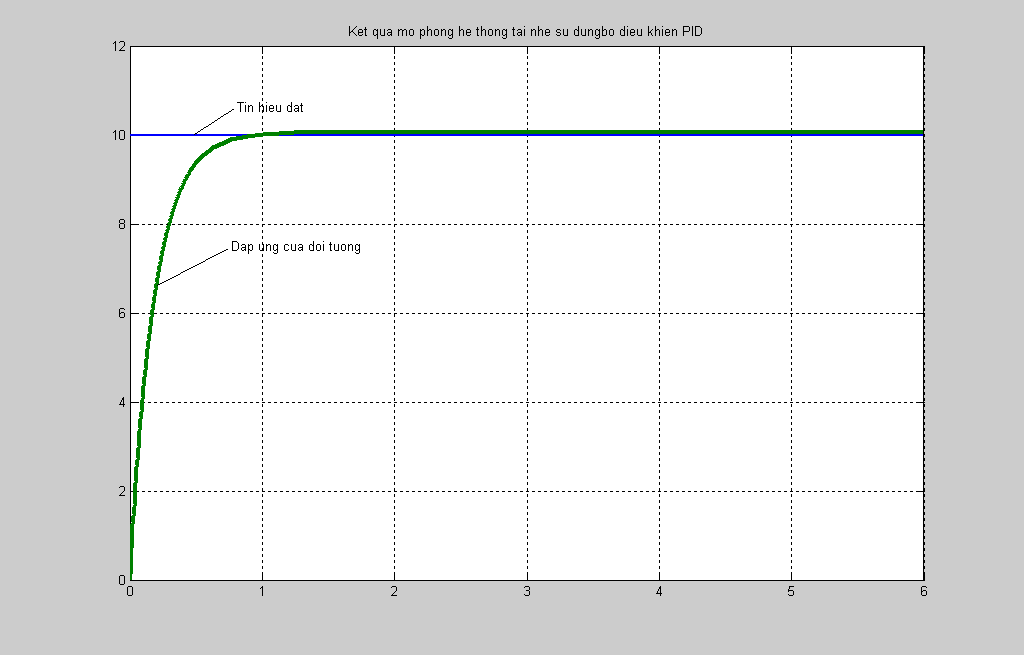 Ket qua mo phong he thong tai nhe su dungbo dieu khien PID
12
Tin hieu dat
10
8
Dap ung cua doi tuong
6
4
2
0
0 1 2 3 4 5 6